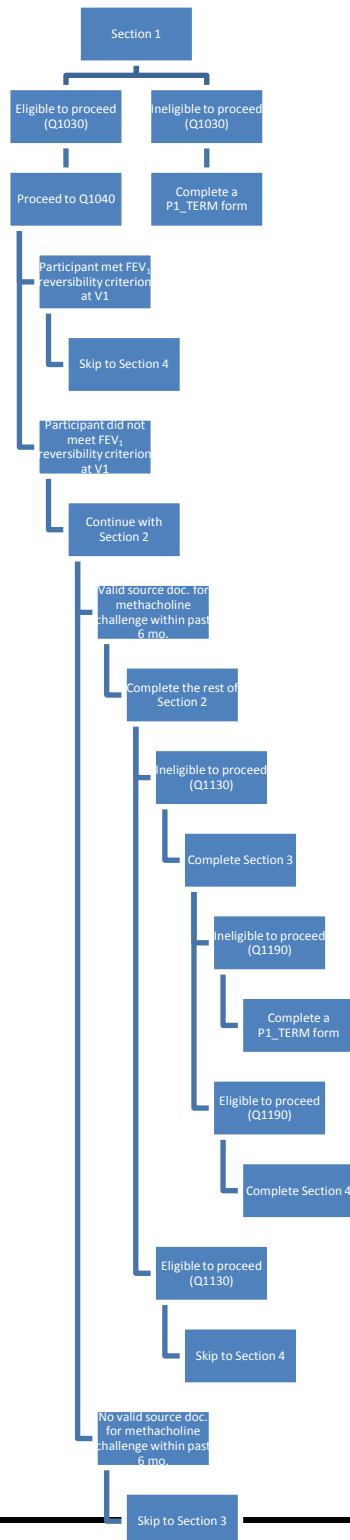 Section 1
Eligible to proceed
(Q1030)
Ineligible to proceed
(Q1030)
Proceed to Q1040
Complete a
P1_TERM form
Participant met FEV₁
reversibility criterion
at V1
Skip to Section 4
Participant did not
meet FEV₁
reversibility criterion
at V1
Continue with
Section 2
Valid source doc. for
methacholine
challenge within past
6 mo.
Complete the rest of
Section 2
Ineligible to proceed
(Q1130)
Complete Section 3
Ineligible to proceed
(Q1190)
Complete a
P1_TERM form
Eligible to proceed
(Q1190)
Complete Section 4
Eligible to proceed
(Q1130)
Skip to Section 4
No valid source doc.
for methacholine
challenge within past
6 mo.
Skip to Section 3